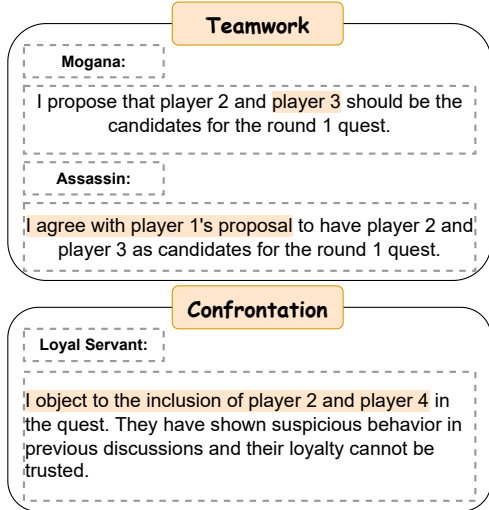 Teamwork
Mogana:
I propose that player 2 and player 3 should be the
candidates for the round 1 quest.
Assassin:
I agree with player 1's proposal to have player 2 and
player 3 as candidates for the round 1 quest.
Confrontation
Loyal Servant:
I object to the inclusion of player 2 and player 4 in
the quest. They have shown suspicious behavior in
previous discussions and their loyalty cannot be
trusted.